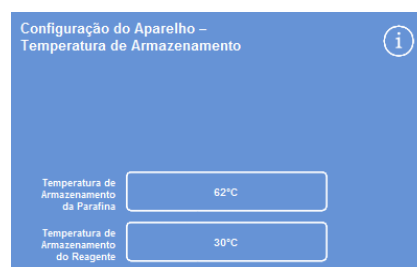 Configuração do Aparelho –
Temperatura de Armazenamento
i
Temperatura de
Armazenamento
da Parafina
62°C
Temperatura de
Armazenamento
do Reagente
30°C